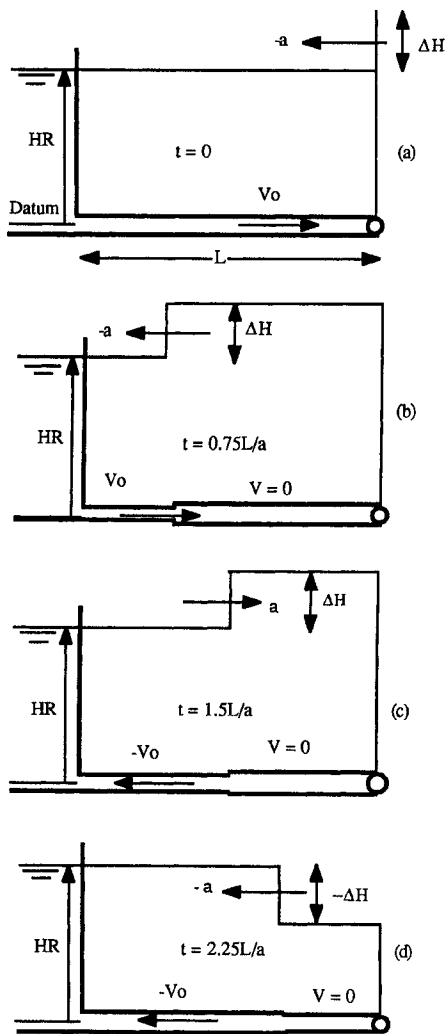 -a
ΔH
HR
t = 0
(a)
Vo
Datum
L
-a
ΔH
(b)
HR
t = 0.75L/a
Vo
V = 0
a
ΔH
HR
t = 1.5L/a
(c)
-Vo
V = 0
- a
-ΔH
HR
t = 2.25L/a
(d)
-Vo
V = 0